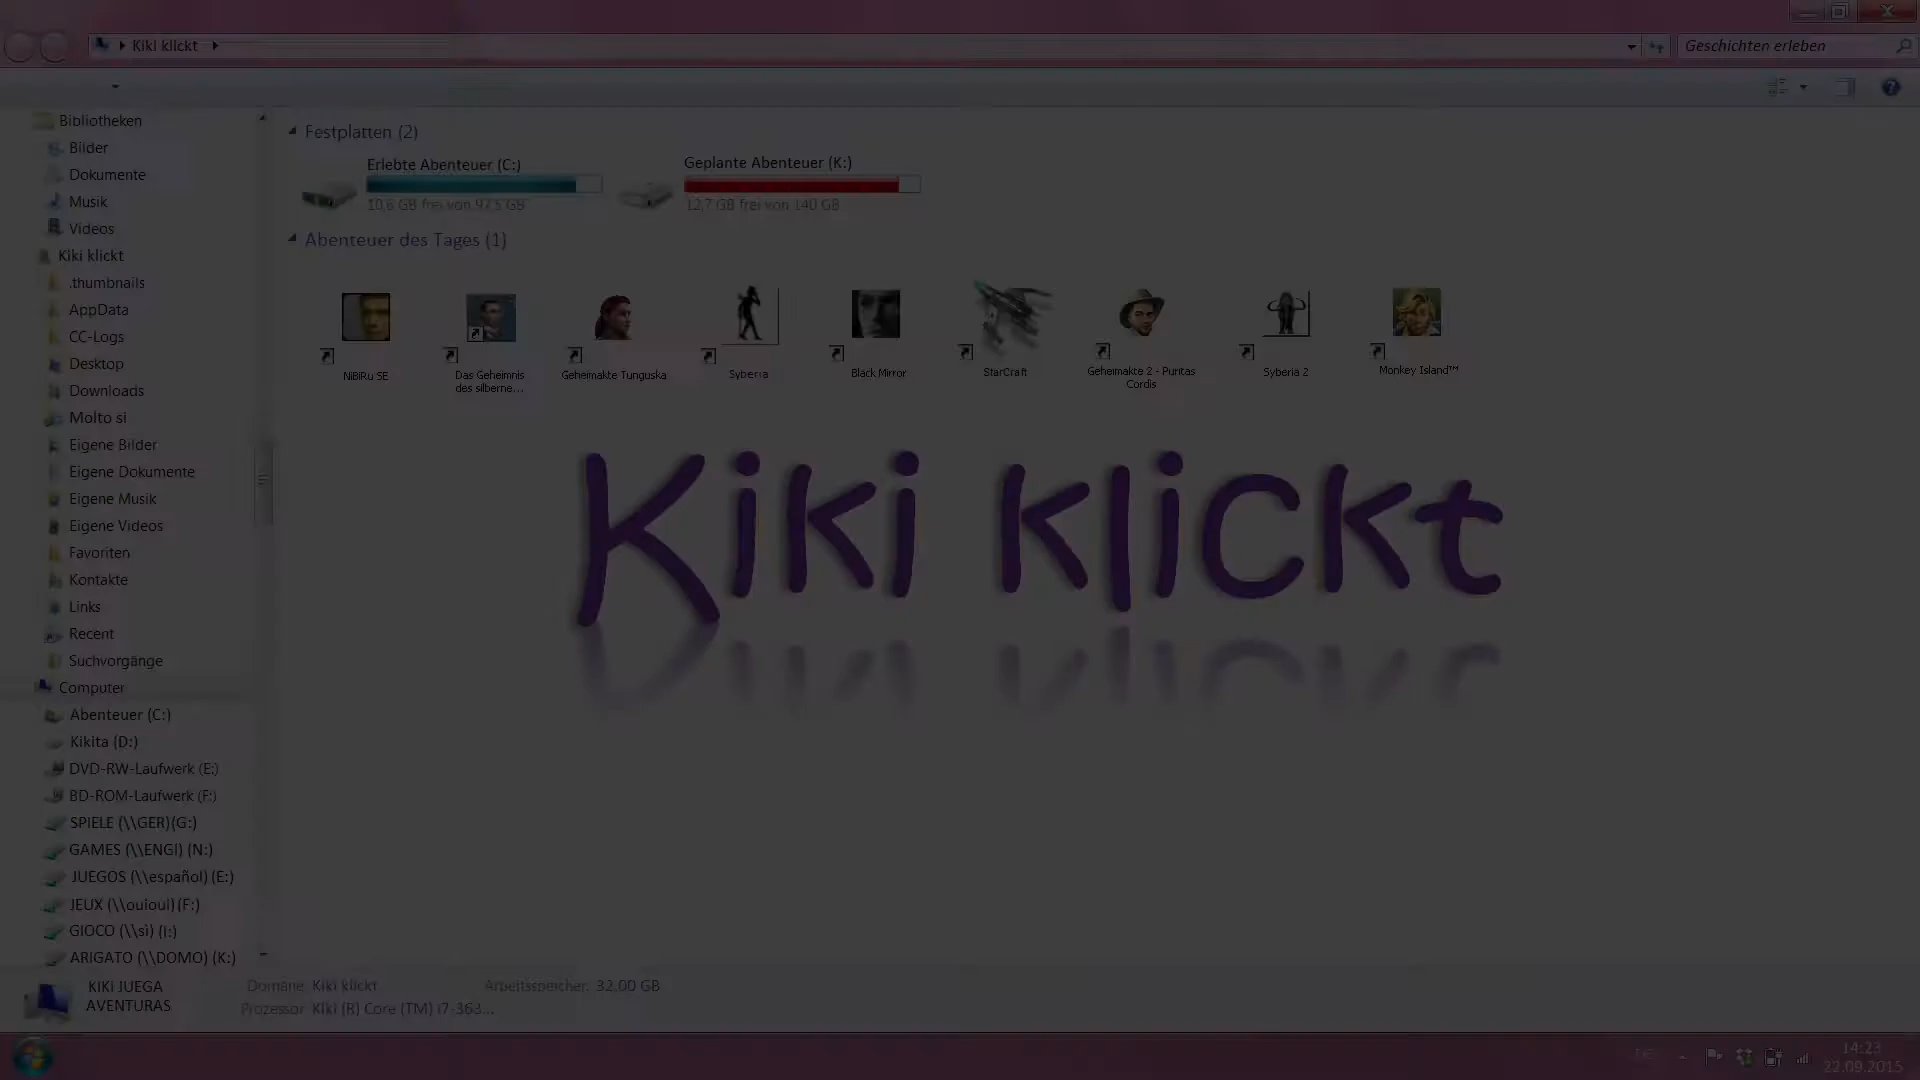 Kiki klickt
Geschichten erleben
Bibliotheken
Bilder
Dokumente
Musik
Videos
Kiki klickt
.thumbnails
AppData
CC-Logs
Desktop
Downloads
Molto si
Eigene Bilder
Eigene Dokumente
Eigene Musik
Eigene Videos
Favoriten
Kontakte
Links
Recent
Suchvorgänge
Computer
Abenteuer (C:)
Kikita (D:)
DVD-RW-Laufwerk (E:)
BD-ROM-Laufwerk (F:)
SPIELE (\\GER)(G:)
GAMES (\\ENGl) (N:)
JUEGOS (\\español) (E:)
JEUX (\\ouioui)(F:)
GIOCO (\\sì) (I:)
ARIGATO (\\DOMO) (K:)
Festplatten (2)
Erlebte Abenteuer (C:)
10,6 GB frei von 97,5 GB
Geplante Abenteuer (K:)
12,7 GB frei von 140 GB
Abenteuer des Tages (1)
NiBiRu SE
Das Geheimnis
des silberne...
Geheimakte Tunguska
Syberia
Black Mirror
StarCraft
Geheimakte 2 - Puritas
Cordis
Syberia 2
Monkey Island™
Kiki klickt
KIKI JUEGA
AVENTURAS
Domäne: Kiki klickt
Arbeitsspeicher: 32,00 GB
Prozessor: Kiki (R) Core (TM) i7-363...
DE
14:23
22.09.2015